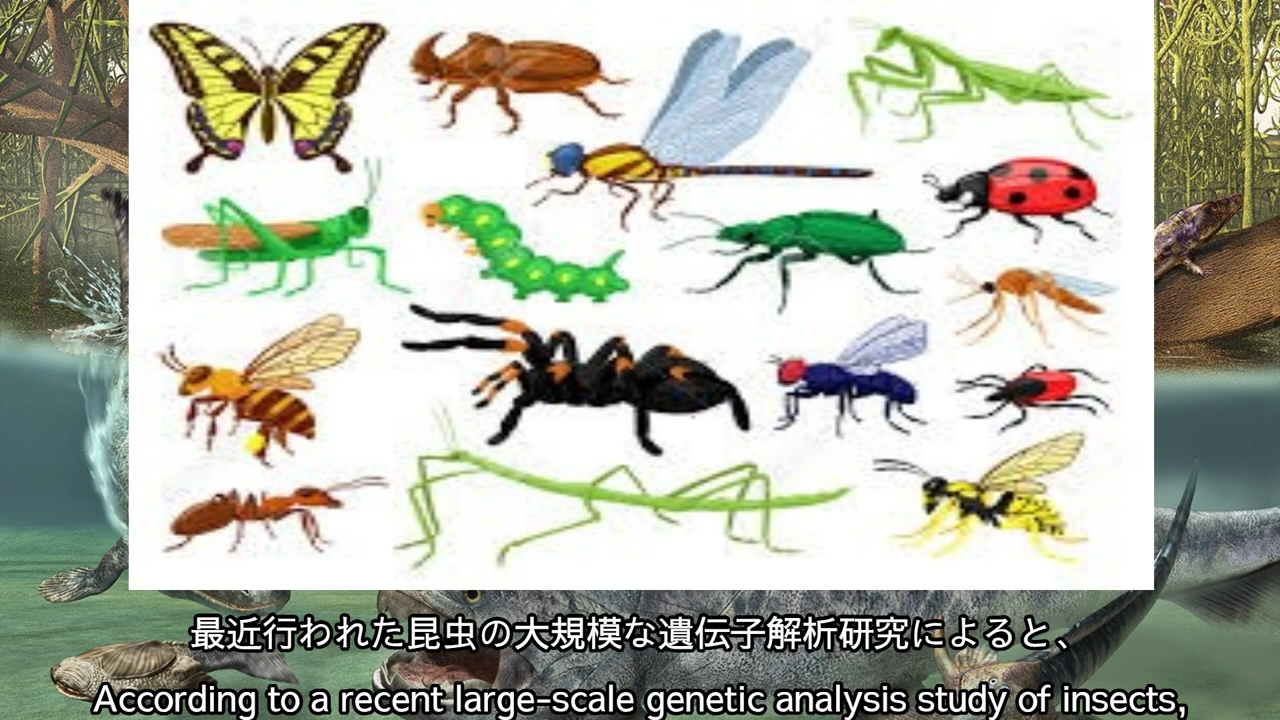 最近行われた昆虫の大規模な遺伝子解析研究によると、
According to a recent large-scale genetic analysis study of insects,